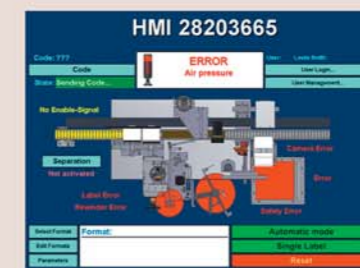 HMI 28203665
Code: ???
Code
State: Sending Code...
ERROR
Air pressure
User: Louis Smith
User Login...
User Management...
No Enable-Signal
Camera Error
Separation
Not activated
Error
Label Error
Rewinder Error
Safety Error
Select Format
Format:
Automatic mode
Edit Formats
Single Label
Parameters
Reset